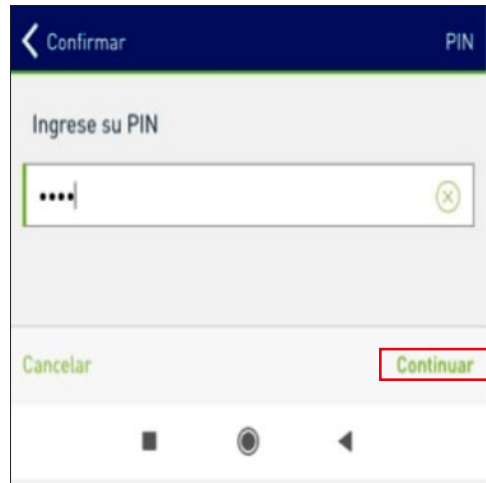 Confirmar PIN
Ingrese su PIN
••••
Cancelar Continuar